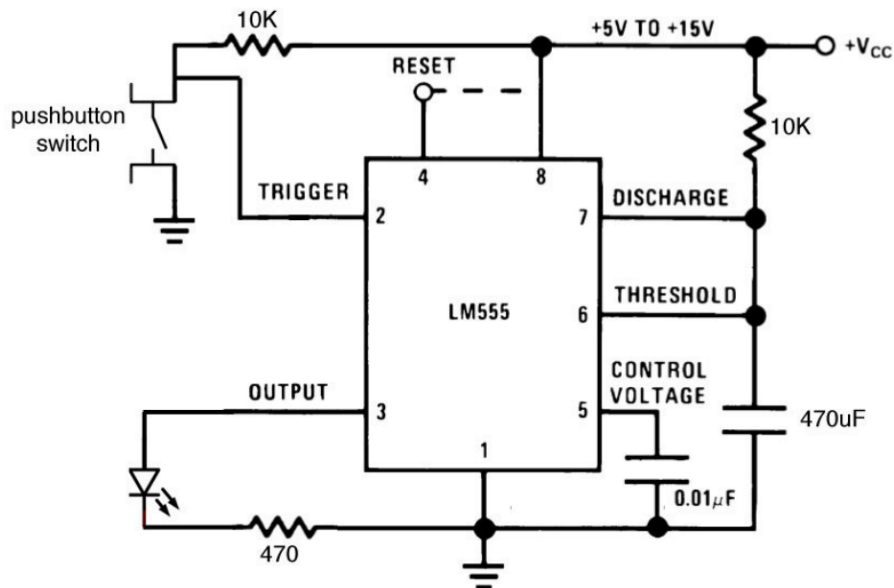 10K
+5V TO +15V
+VCC
RESET
pushbutton
switch
10K
4
8
TRIGGER
2
7
DISCHARGE
LM555
6
THRESHOLD
OUTPUT
3
5
CONTROL
VOLTAGE
470uF
1
0.01µF
470